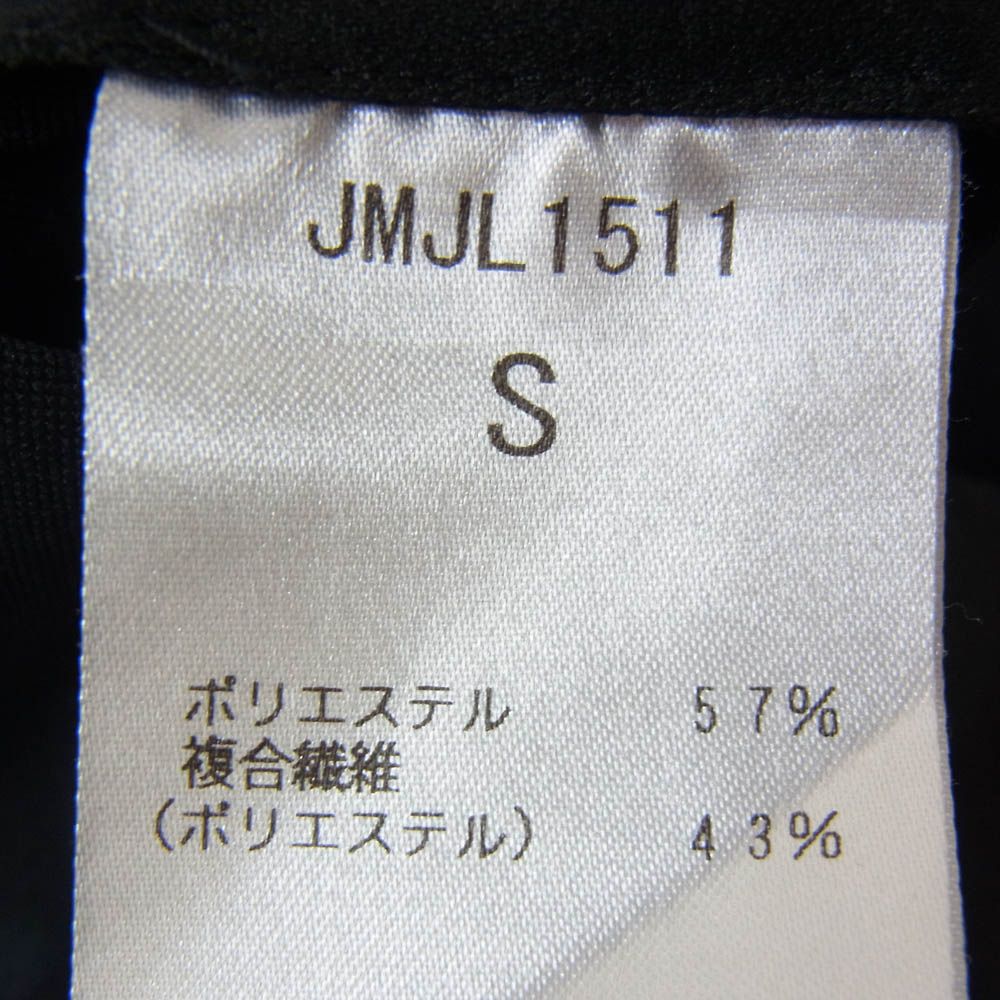 JMJL1511
S
ポリエステル 57%
複合繊維
(ポリエステル) 43%